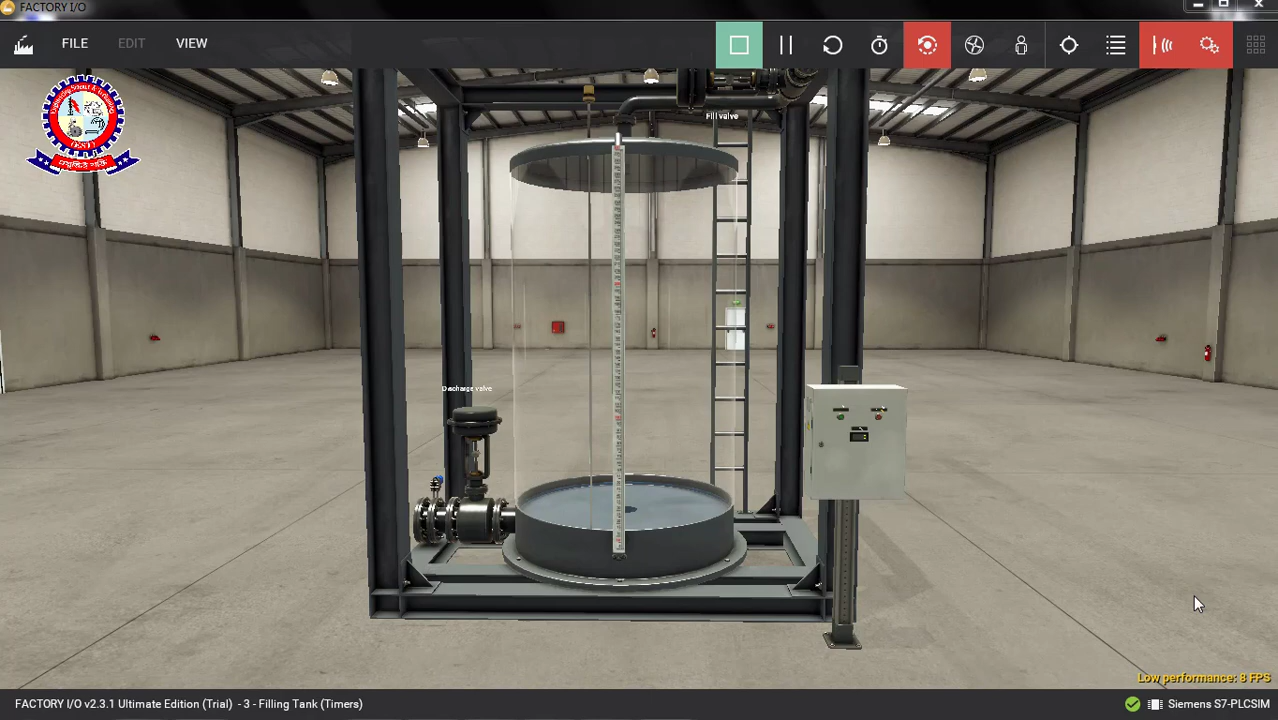 FACTORY I/O
FILE EDIT VIEW
Fill valve
Discharge valve
(EST)
Low performance: 8 FPS
FACTORY I/O v2.3.1 Ultimate Edition (Trial) - 3 - Filling Tank (Timers)
Siemens S7-PLCSIM